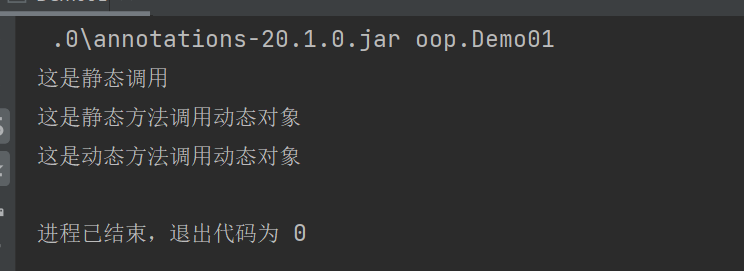 .0\annotations-20.1.0.jar oop.Demo01
这是静态调用
这是静态方法调用动态对象
这是动态方法调用动态对象
进程已结束，退出代码为 0